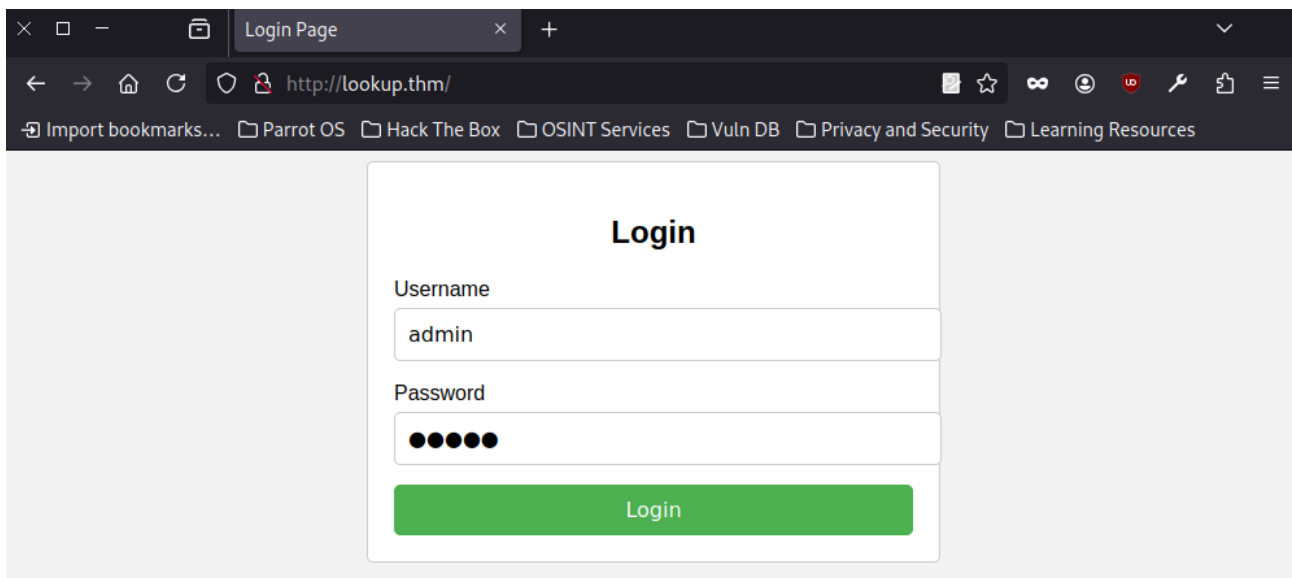 Login Page
http://lookup.thm/
Import bookmarks... Parrot OS Hack The Box OSINT Services Vuln DB Privacy and Security Learning Resources
Login
Username
admin
Password
●●●●●
Login